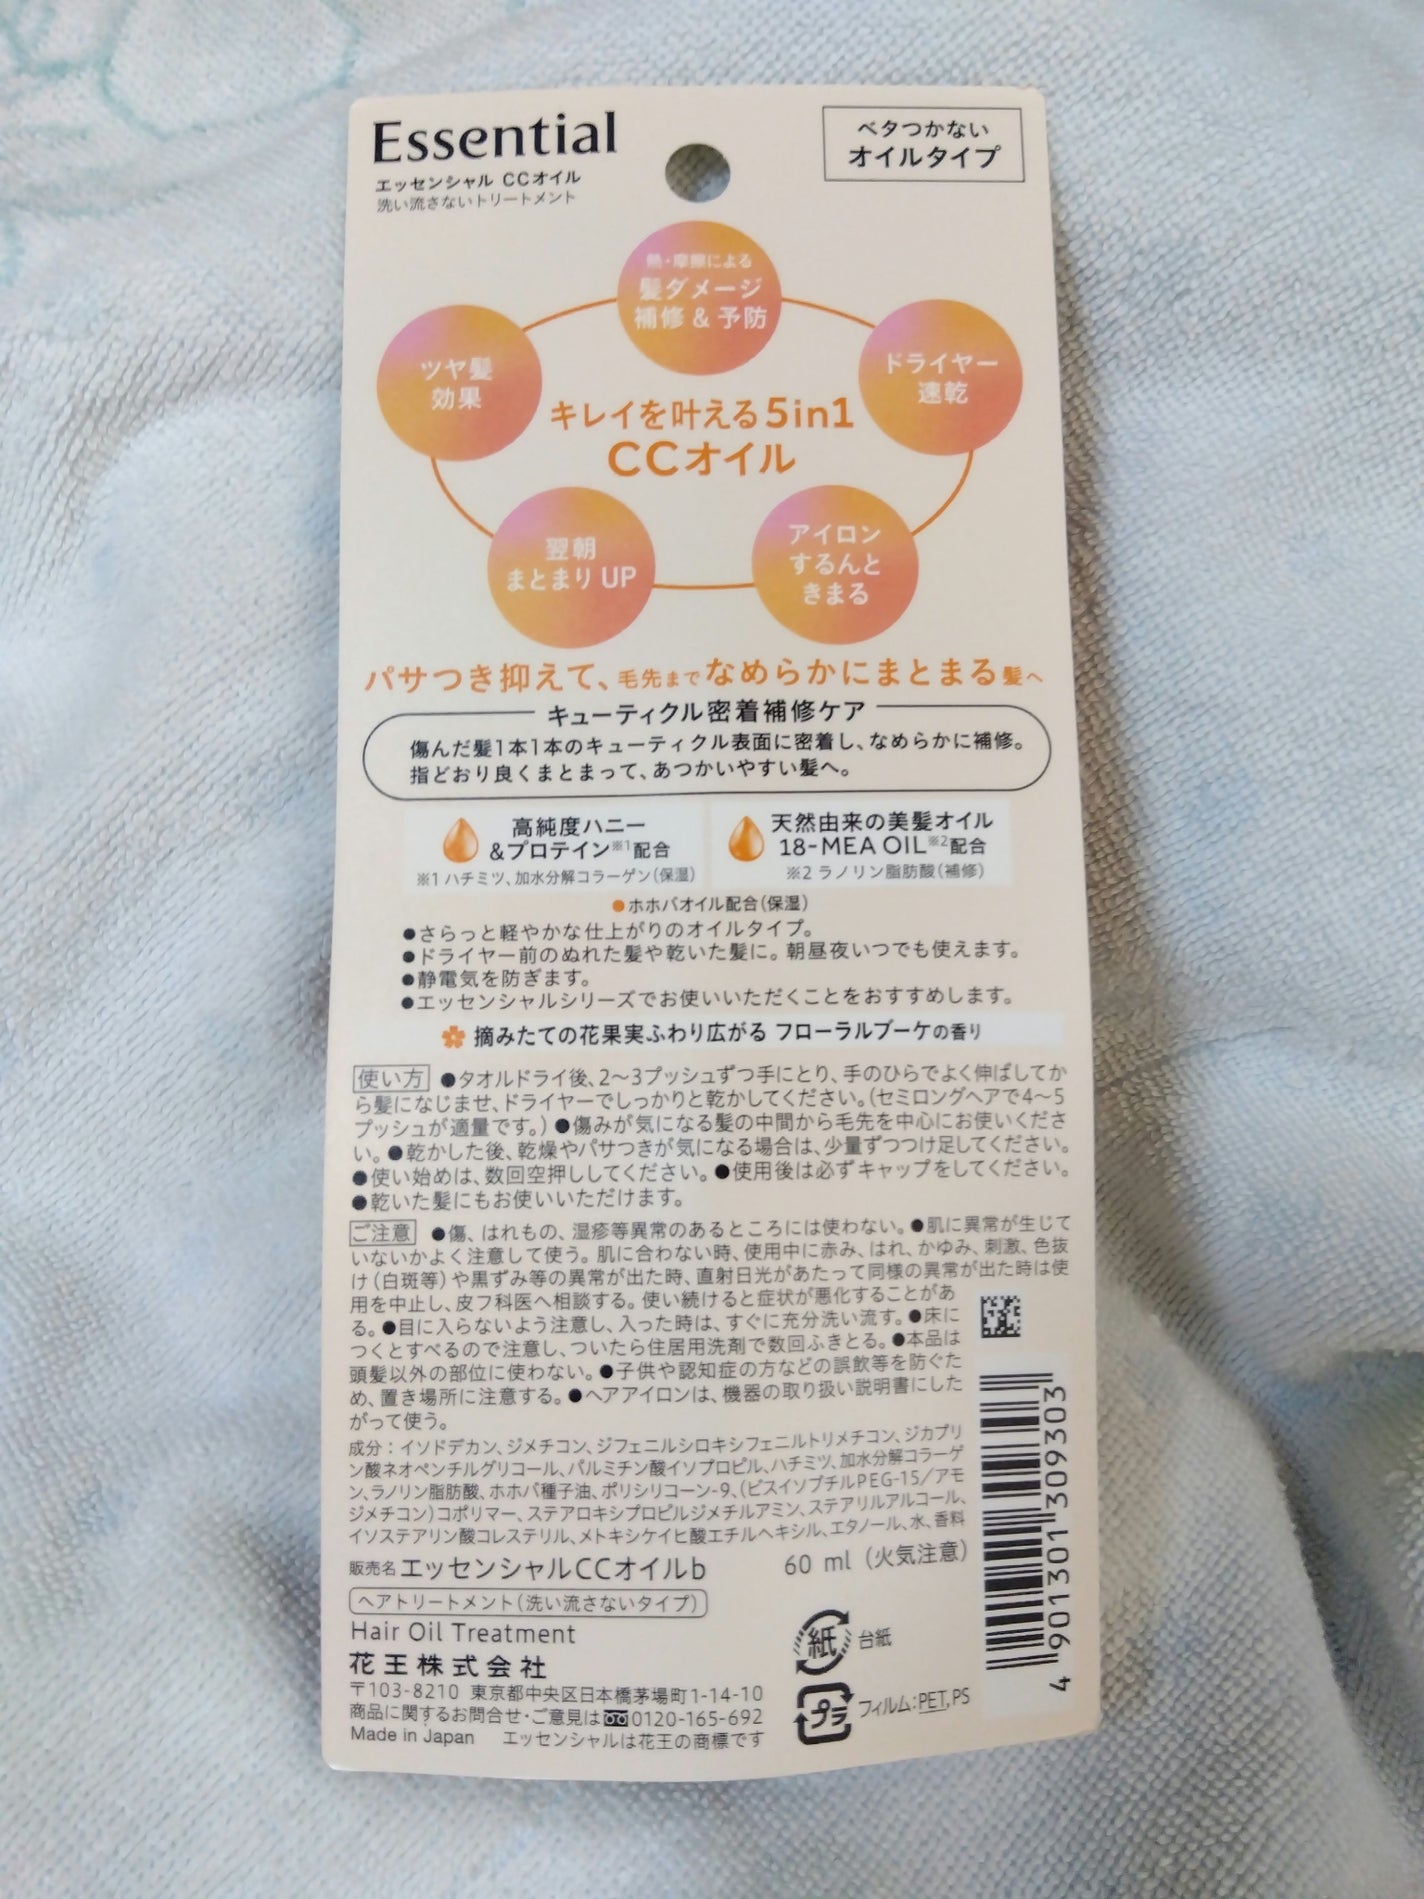 Essential
エッセンシャル CCオイル
洗い流さないトリートメント
ベタつかない
オイルタイプ
熱・摩擦による
髪ダメージ
補修 & 予防
ツヤ髪
効果
ドライヤー
速乾
キレイを叶える5in1
CCオイル
翌朝
まとまり UP
アイロン
するんと
きまる
パサつき抑えて、毛先までなめらかにまとまる髪へ
キューティクル密着補修ケア
傷んだ髪1本1本のキューティクル表面に密着し、なめらかに補修。
指どおり良くまとまって、あつかいやすい髪へ。
高純度ハニー
&プロテイン※1配合
※1 ハチミツ、加水分解コラーゲン(保湿)
天然由来の美髪オイル
18-MEA OIL※2配合
※2 ラノリン脂肪酸(補修)
●ホホバオイル配合(保湿)
●さらっと軽やかな仕上がりのオイルタイプ。
●ドライヤー前のぬれた髪や乾いた髪に。朝昼夜いつでも使えます。
●静電気を防ぎます。
●エッセンシャルシリーズでお使いいただくことをおすすめします。
摘みたての花果実ふわり広がる フローラルブーケの香り
使い方 ●タオルドライ後、2〜3プッシュずつ手にとり、手のひらでよく伸ばしてか
ら髪になじませ、ドライヤーでしっかりと乾かしてください。(セミロングヘアで4〜5
プッシュが適量です。)●傷みが気になる髪の中間から毛先を中心にお使いくださ
い。●乾かした後、乾燥やパサつきが気になる場合は、少量ずつつけ足してください。
●使い始めは、数回空押ししてください。●使用後は必ずキャップをしてください。
●乾いた髪にもお使いいただけます。
ご注意 ●傷、はれもの、湿疹等異常のあるところには使わない。●肌に異常が生じて
いないかよく注意して使う。肌に合わない時、使用中に赤み、はれ、かゆみ、刺激、色抜
け(白斑等)や黒ずみ等の異常が出た時、直射日光があたって同様の異常が出た時は使
用を中止し、皮フ科医へ相談する。使い続けると症状が悪化することがあ
る。●目に入らないよう注意し、入った時は、すぐに充分洗い流す。●床に
つくとすべるので注意し、ついたら住居用洗剤で数回ふきとる。●本品は
頭髪以外の部位に使わない。●子供や認知症の方などの誤飲等を防ぐた
め、置き場所に注意する。●ヘアアイロンは、機器の取り扱い説明書にした
がって使う。
成分：イソドデカン、ジメチコン、ジフェニルシロキシフェニルトリメチコン、ジカプリ
ン酸ネオペンチルグリコール、パルミチン酸イソプロピル、ハチミツ、加水分解コラーゲ
ン、ラノリン脂肪酸、ホホバ種子油、ポリシリコーン-9、(ビスイソブチルPEG-15/アモ
ジメチコン)コポリマー、ステアロキシプロピルジメチルアミン、ステアリルアルコール、
イソステアリン酸コレステリル、メトキシケイヒ酸エチルヘキシル、エタノール、水、香料
販売名 エッセンシャルCCオイルb
60 ml (火気注意)
ヘアトリートメント(洗い流さないタイプ)
Hair Oil Treatment
花王株式会社
〒103-8210 東京都中央区日本橋茅場町1-14-10
商品に関するお問合せ・ご意見は 0120-165-692
Made in Japan エッセンシャルは花王の商標です
紙 台紙
プラ フィルム:PET,PS
4 901301 309303